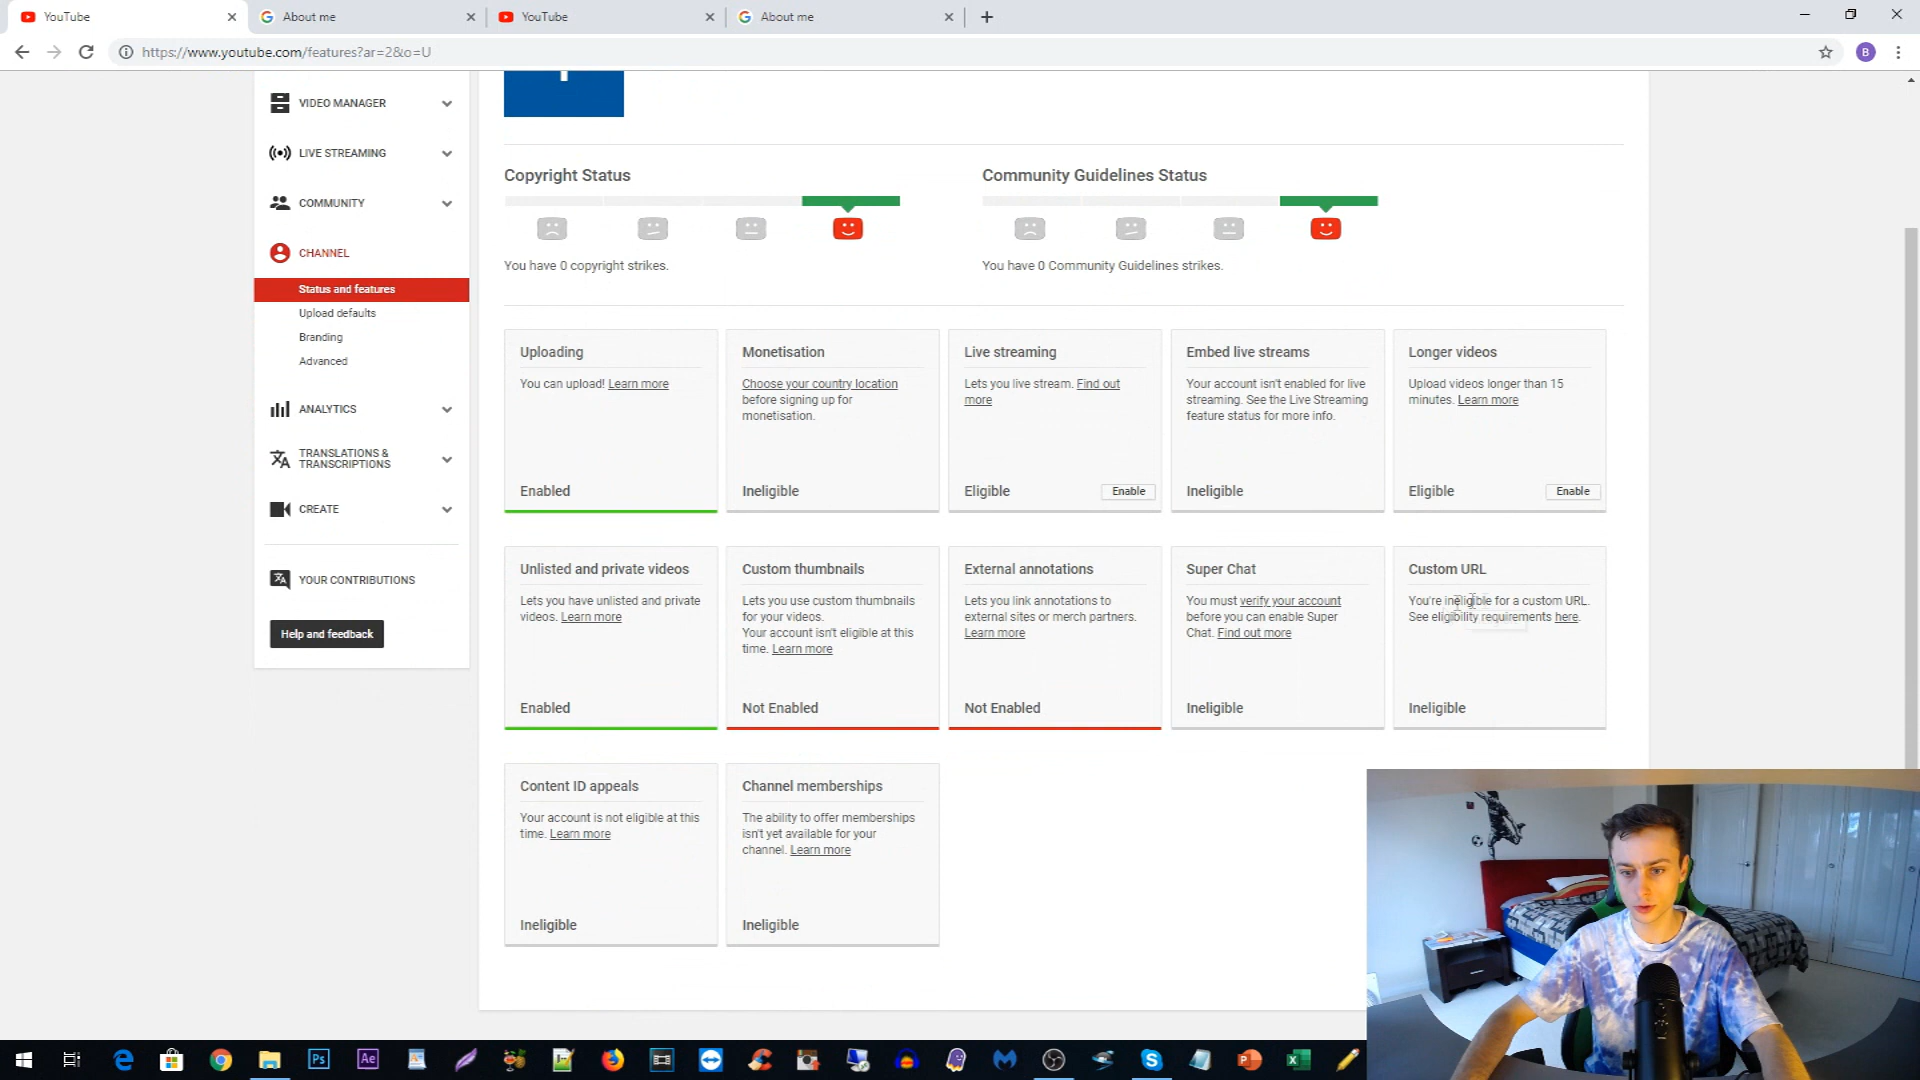 YouTube
About me
YouTube
About me
https://www.youtube.com/features?ar=2&o=U
B
VIDEO MANAGER
LIVE STREAMING
COMMUNITY
CHANNEL
Status and features
Upload defaults
Branding
Advanced
ANALYTICS
TRANSLATIONS &
TRANSCRIPTIONS
CREATE
YOUR CONTRIBUTIONS
Help and feedback
Copyright Status
You have 0 copyright strikes.
Community Guidelines Status
You have 0 Community Guidelines strikes.
Uploading
You can upload! Learn more
Enabled
Monetisation
Choose your country location
before signing up for
monetisation.
Ineligible
Live streaming
Lets you live stream. Find out
more
Eligible
Enable
Embed live streams
Your account isn't enabled for live
streaming. See the Live Streaming
feature status for more info.
Ineligible
Longer videos
Upload videos longer than 15
minutes. Learn more
Eligible
Enable
Unlisted and private videos
Lets you have unlisted and private
videos. Learn more
Enabled
Custom thumbnails
Lets you use custom thumbnails
for your videos.
Your account isn't eligible at this
time. Learn more
Not Enabled
External annotations
Lets you link annotations to
external sites or merch partners.
Learn more
Not Enabled
Super Chat
You must verify your account
before you can enable Super
Chat. Find out more
Ineligible
Custom URL
You're ineligible for a custom URL.
See eligibility requirements here.
Ineligible
Content ID appeals
Your account is not eligible at this
time. Learn more
Ineligible
Channel memberships
The ability to offer memberships
isn't yet available for your
channel. Learn more
Ineligible
Ps
Ae